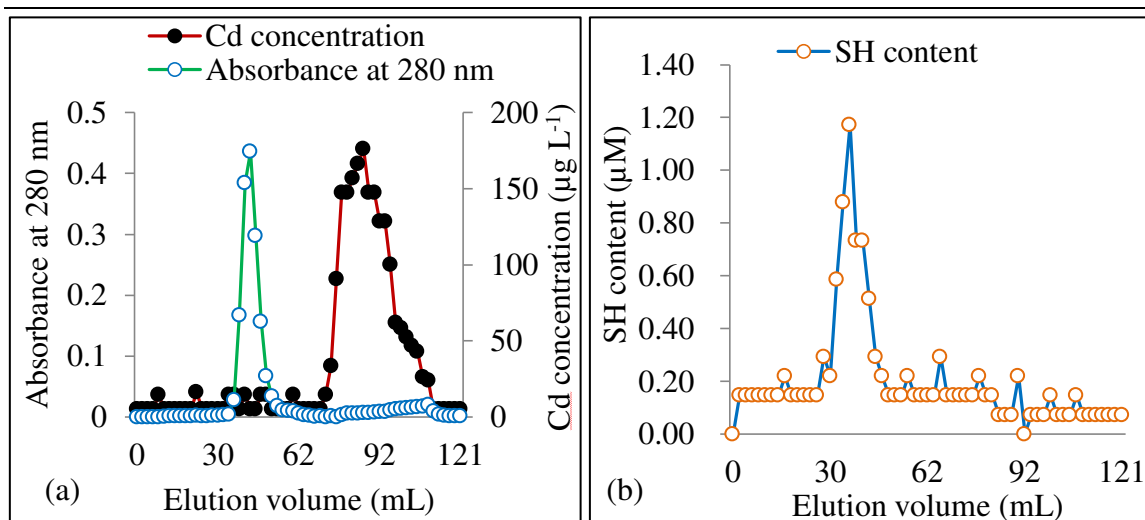 Cd concentration
Absorbance at 280 nm
Absorbance at 280 nm
0.5
0.4
0.3
0.2
0.1
0
200
150
100
50
0
Cd concentration (µg L-1)
0 30 62 92 121
Elution volume (mL)
(a)
SH content
SH content (µM)
1.40
1.20
1.00
0.80
0.60
0.40
0.20
0.00
0 30 62 92 121
Elution volume (mL)
(b)